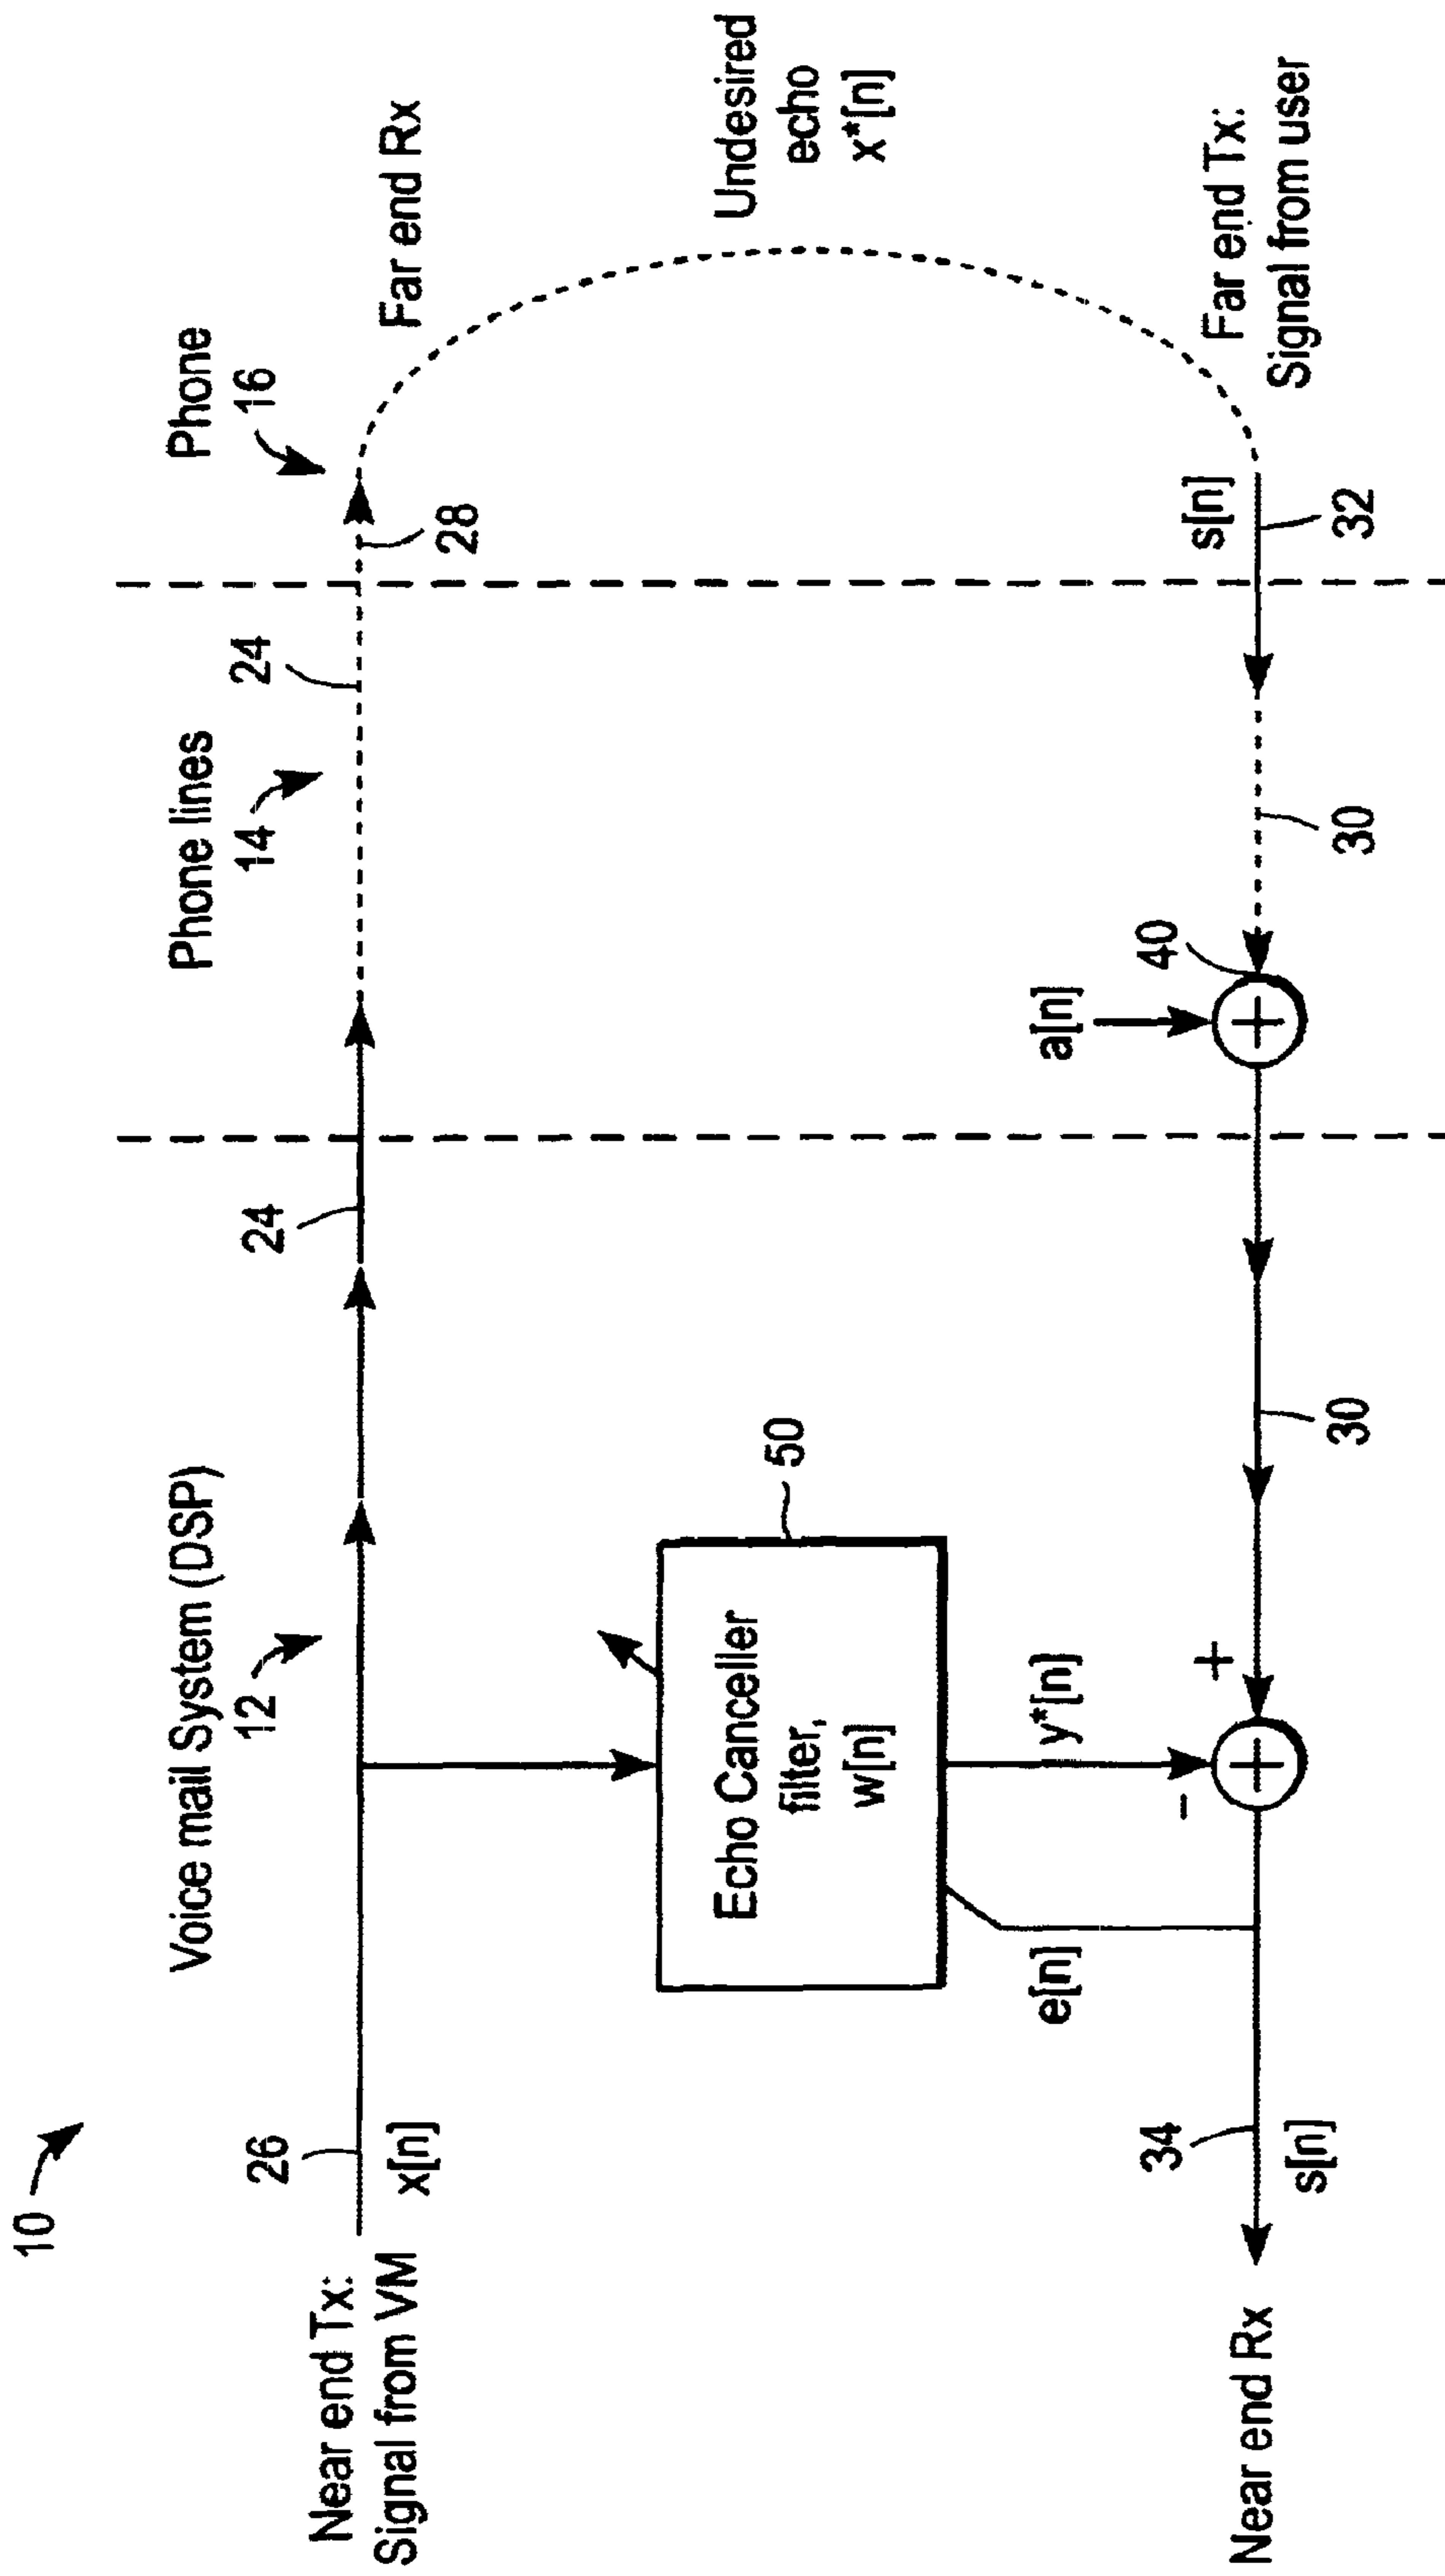 10
Voice mail System (DSP)
12
Phone lines
14
Phone
16
Near end Tx:
Signal from VM
26
x[n]
24
24
28
Far end Rx
Echo Canceller
filter,
w[n]
50
Undesired
echo
x*[n]
e[n]
y*[n]
-
+
a[n]
40
s[n]
Far end Tx:
Signal from user
Near end Rx
34
s[n]
30
30
32